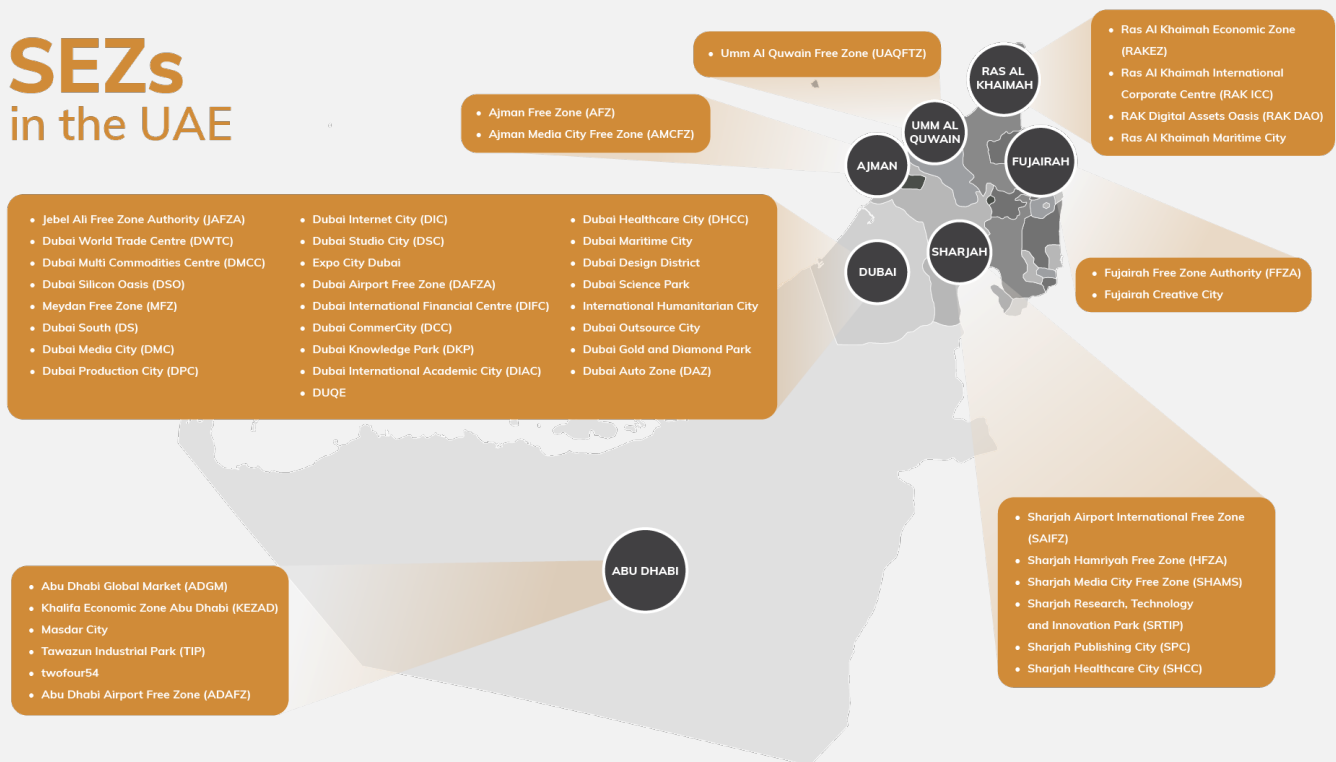 SEZs
in the UAE
• Umm Al Quwain Free Zone (UAQFTZ)
• Ras Al Khaimah Economic Zone
(RAKEZ)
• Ras Al Khaimah International
Corporate Centre (RAK ICC)
• RAK Digital Assets Oasis (RAK DAO)
• Ras Al Khaimah Maritime City
• Ajman Free Zone (AFZ)
• Ajman Media City Free Zone (AMCFZ)
RAS AL
KHAIMAH
UMM AL
QUWAIN
AJMAN
FUJAIRAH
DUBAI
SHARJAH
• Jebel Ali Free Zone Authority (JAFZA)
• Dubai World Trade Centre (DWTC)
• Dubai Multi Commodities Centre (DMCC)
• Dubai Silicon Oasis (DSO)
• Meydan Free Zone (MFZ)
• Dubai South (DS)
• Dubai Media City (DMC)
• Dubai Production City (DPC)
• Dubai Internet City (DIC)
• Dubai Studio City (DSC)
• Expo City Dubai
• Dubai Airport Free Zone (DAFZA)
• Dubai International Financial Centre (DIFC)
• Dubai CommerCity (DCC)
• Dubai Knowledge Park (DKP)
• Dubai International Academic City (DIAC)
• DUQE
• Dubai Healthcare City (DHCC)
• Dubai Maritime City
• Dubai Design District
• Dubai Science Park
• International Humanitarian City
• Dubai Outsource City
• Dubai Gold and Diamond Park
• Dubai Auto Zone (DAZ)
• Fujairah Free Zone Authority (FFZA)
• Fujairah Creative City
ABU DHABI
• Abu Dhabi Global Market (ADGM)
• Khalifa Economic Zone Abu Dhabi (KEZAD)
• Masdar City
• Tawazun Industrial Park (TIP)
• twofour54
• Abu Dhabi Airport Free Zone (ADAFZ)
• Sharjah Airport International Free Zone
(SAIFZ)
• Sharjah Hamriyah Free Zone (HFZA)
• Sharjah Media City Free Zone (SHAMS)
• Sharjah Research, Technology
and Innovation Park (SRTIP)
• Sharjah Publishing City (SPC)
• Sharjah Healthcare City (SHCC)